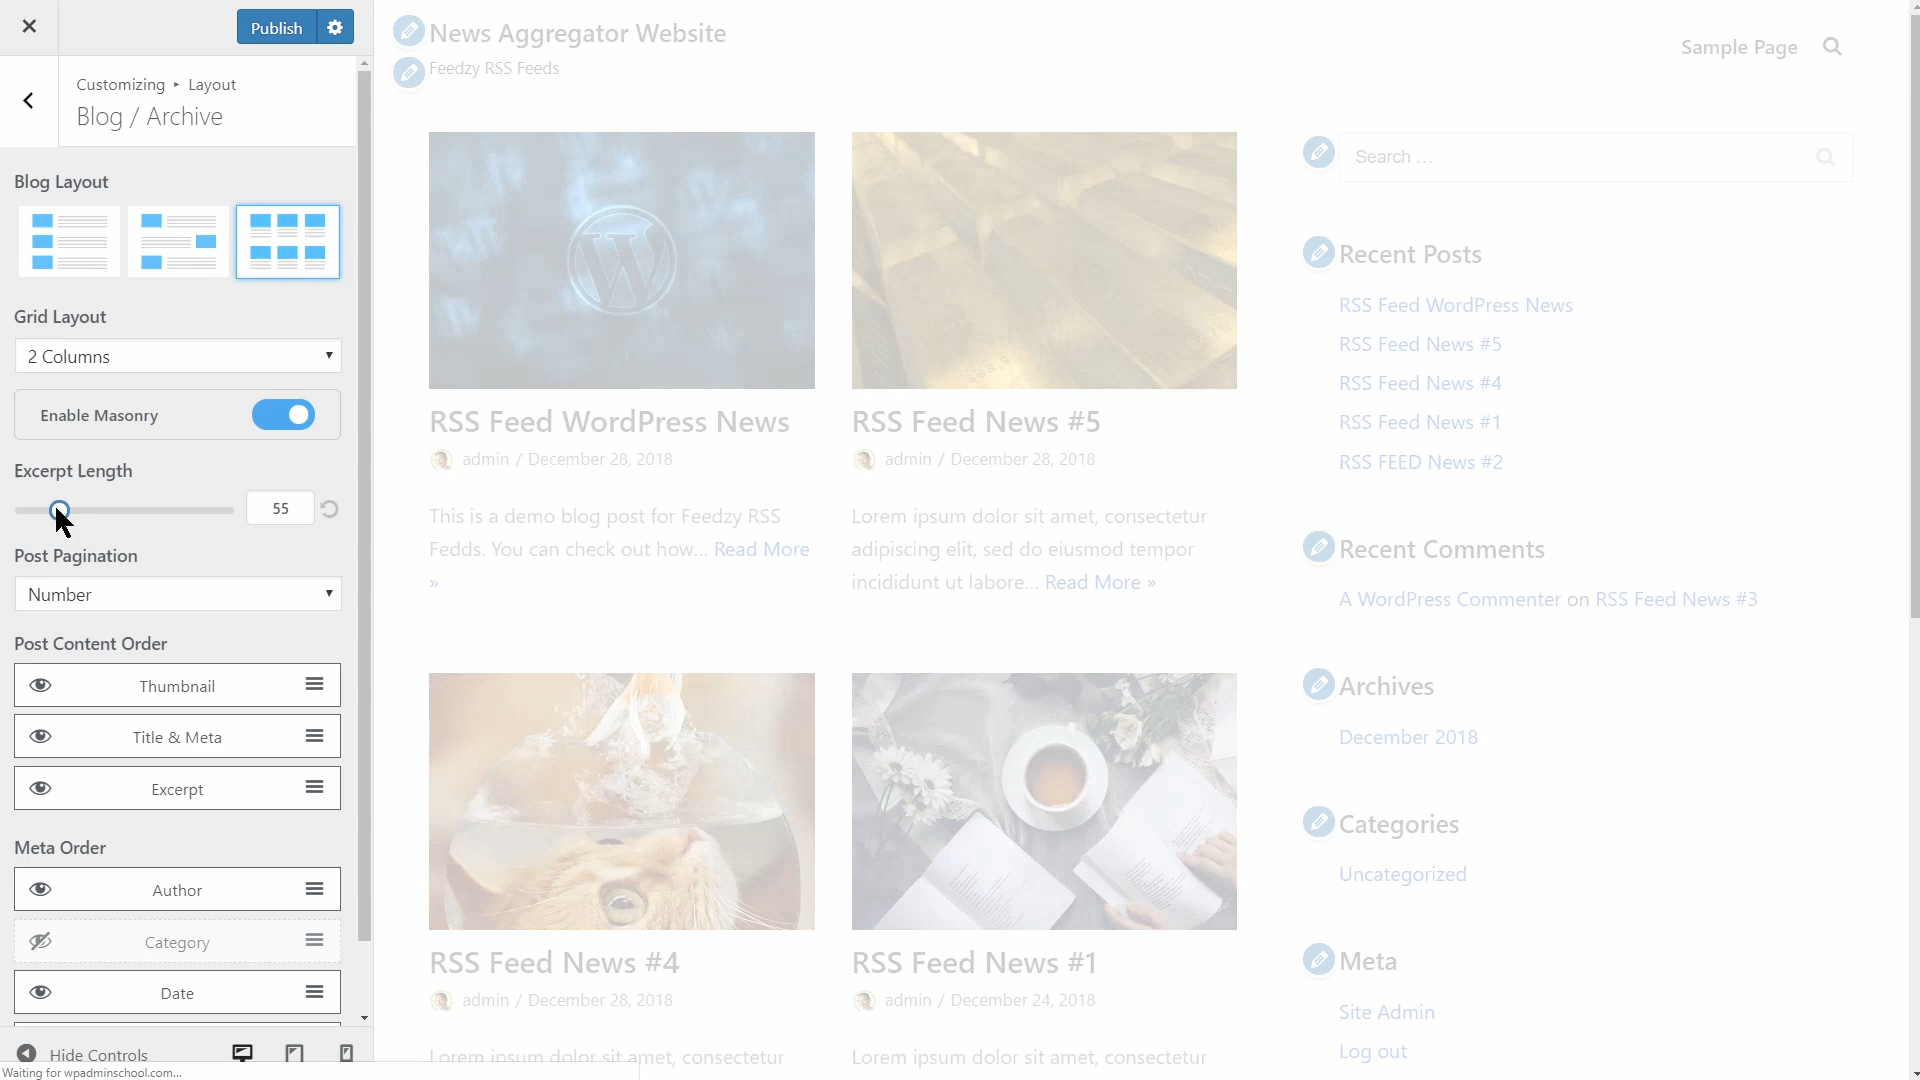 Publish
Customizing ▸ Layout
Blog / Archive
Blog Layout
Grid Layout
2 Columns
Enable Masonry
Excerpt Length
55
Post Pagination
Number
Post Content Order
Thumbnail
Title & Meta
Excerpt
Meta Order
Author
Category
Date
Hide Controls
Waiting for wpadminschool.com...
News Aggregator Website
Feedzy RSS Feeds
Sample Page
RSS Feed WordPress News
admin / December 28, 2018
This is a demo blog post for Feedzy RSS
Fedds. You can check out how... Read More
»
RSS Feed News #5
admin / December 28, 2018
Lorem ipsum dolor sit amet, consectetur
adipiscing elit, sed do eiusmod tempor
incididunt ut labore... Read More »
RSS Feed News #4
admin / December 28, 2018
Lorem ipsum dolor sit amet, consectetur
RSS Feed News #1
admin / December 24, 2018
Lorem ipsum dolor sit amet, consectetur
Search …
Recent Posts
RSS Feed WordPress News
RSS Feed News #5
RSS Feed News #4
RSS Feed News #1
RSS FEED News #2
Recent Comments
A WordPress Commenter on RSS Feed News #3
Archives
December 2018
Categories
Uncategorized
Meta
Site Admin
Log out